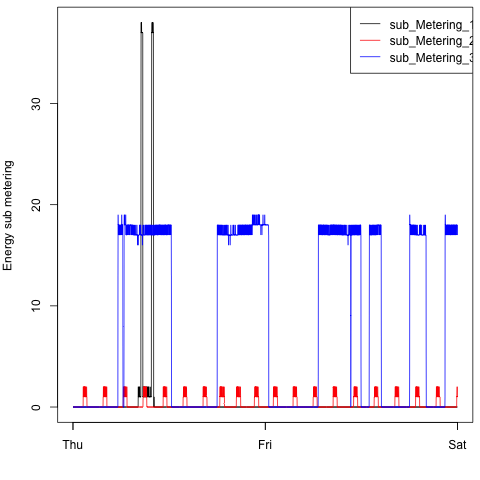 sub_Metering_1
sub_Metering_2
sub_Metering_3
Energy sub metering
30
20
10
0
Thu
Fri
Sat